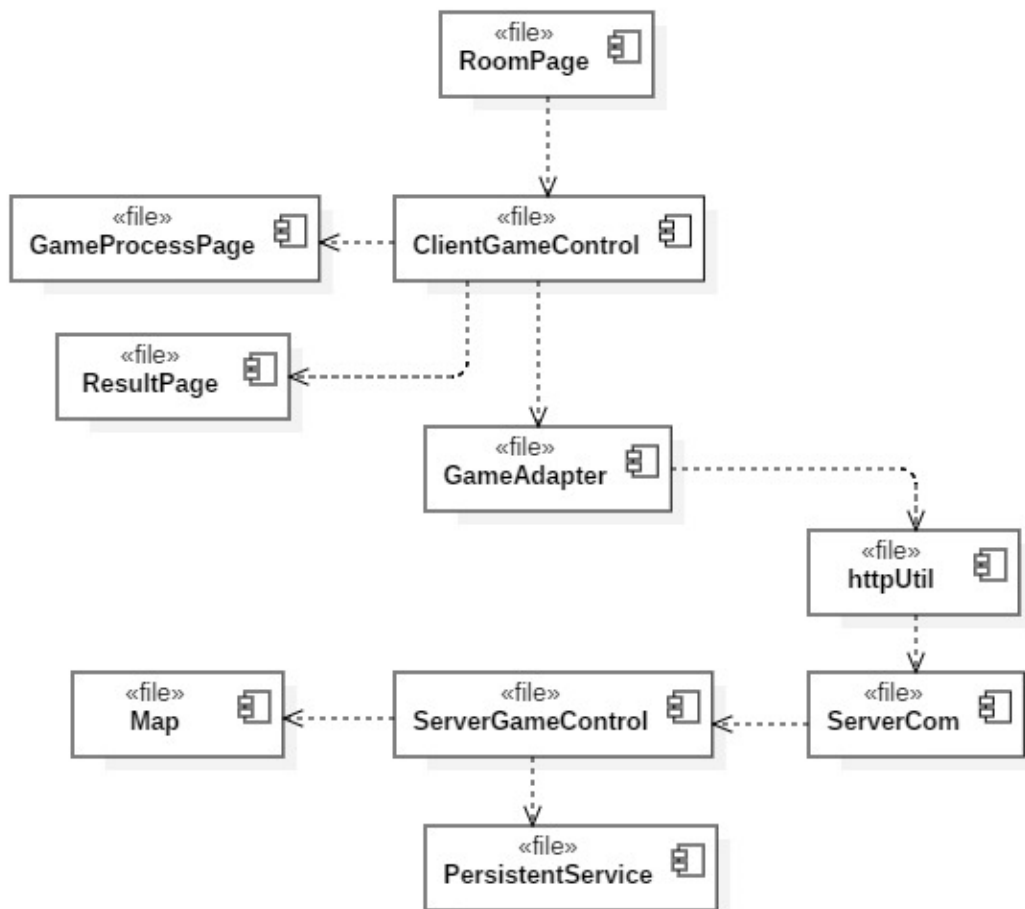 «file»
RoomPage
«file»
GameProcessPage
«file»
ClientGameControl
«file»
ResultPage
«file»
GameAdapter
«file»
httpUtil
«file»
Map
«file»
ServerGameControl
«file»
ServerCom
«file»
PersistentService